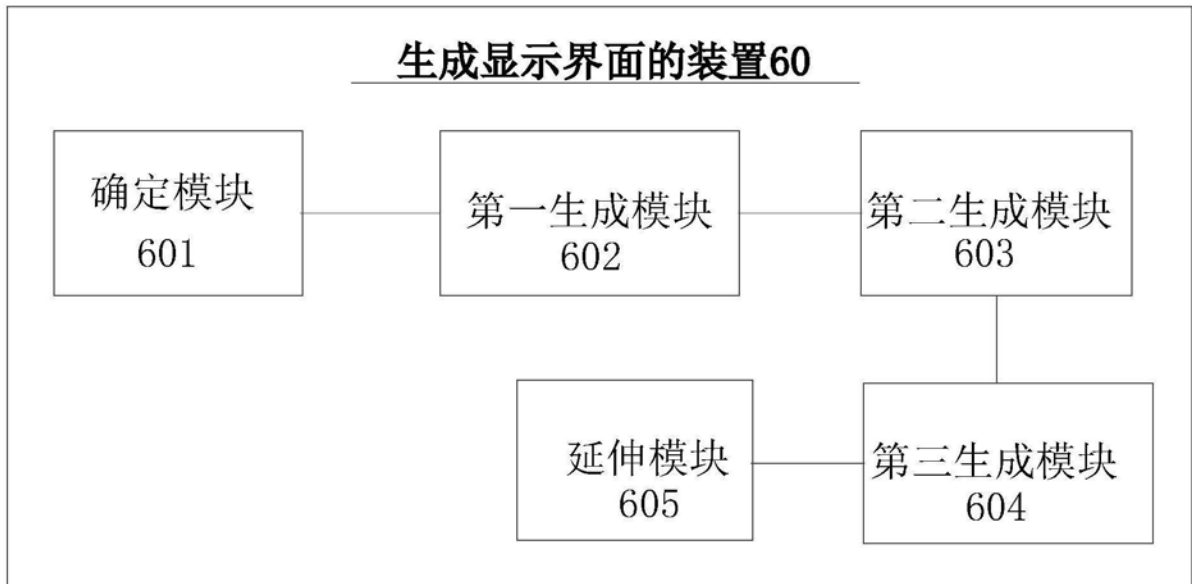 生成显示界面的装置60
确定模块
601
第一生成模块
602
第二生成模块
603
延伸模块
605
第三生成模块
604